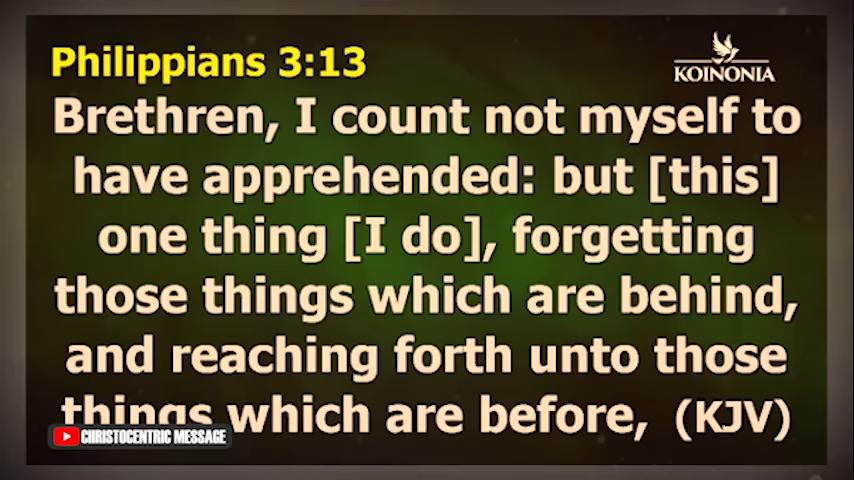 Philippians 3:13
KOINONIA
Brethren, I count not myself to
have apprehended: but [this]
one thing [I do], forgetting
those things which are behind,
and reaching forth unto those
things which are before, (KJV)
CHRISTOCENTRIC MESSAGE